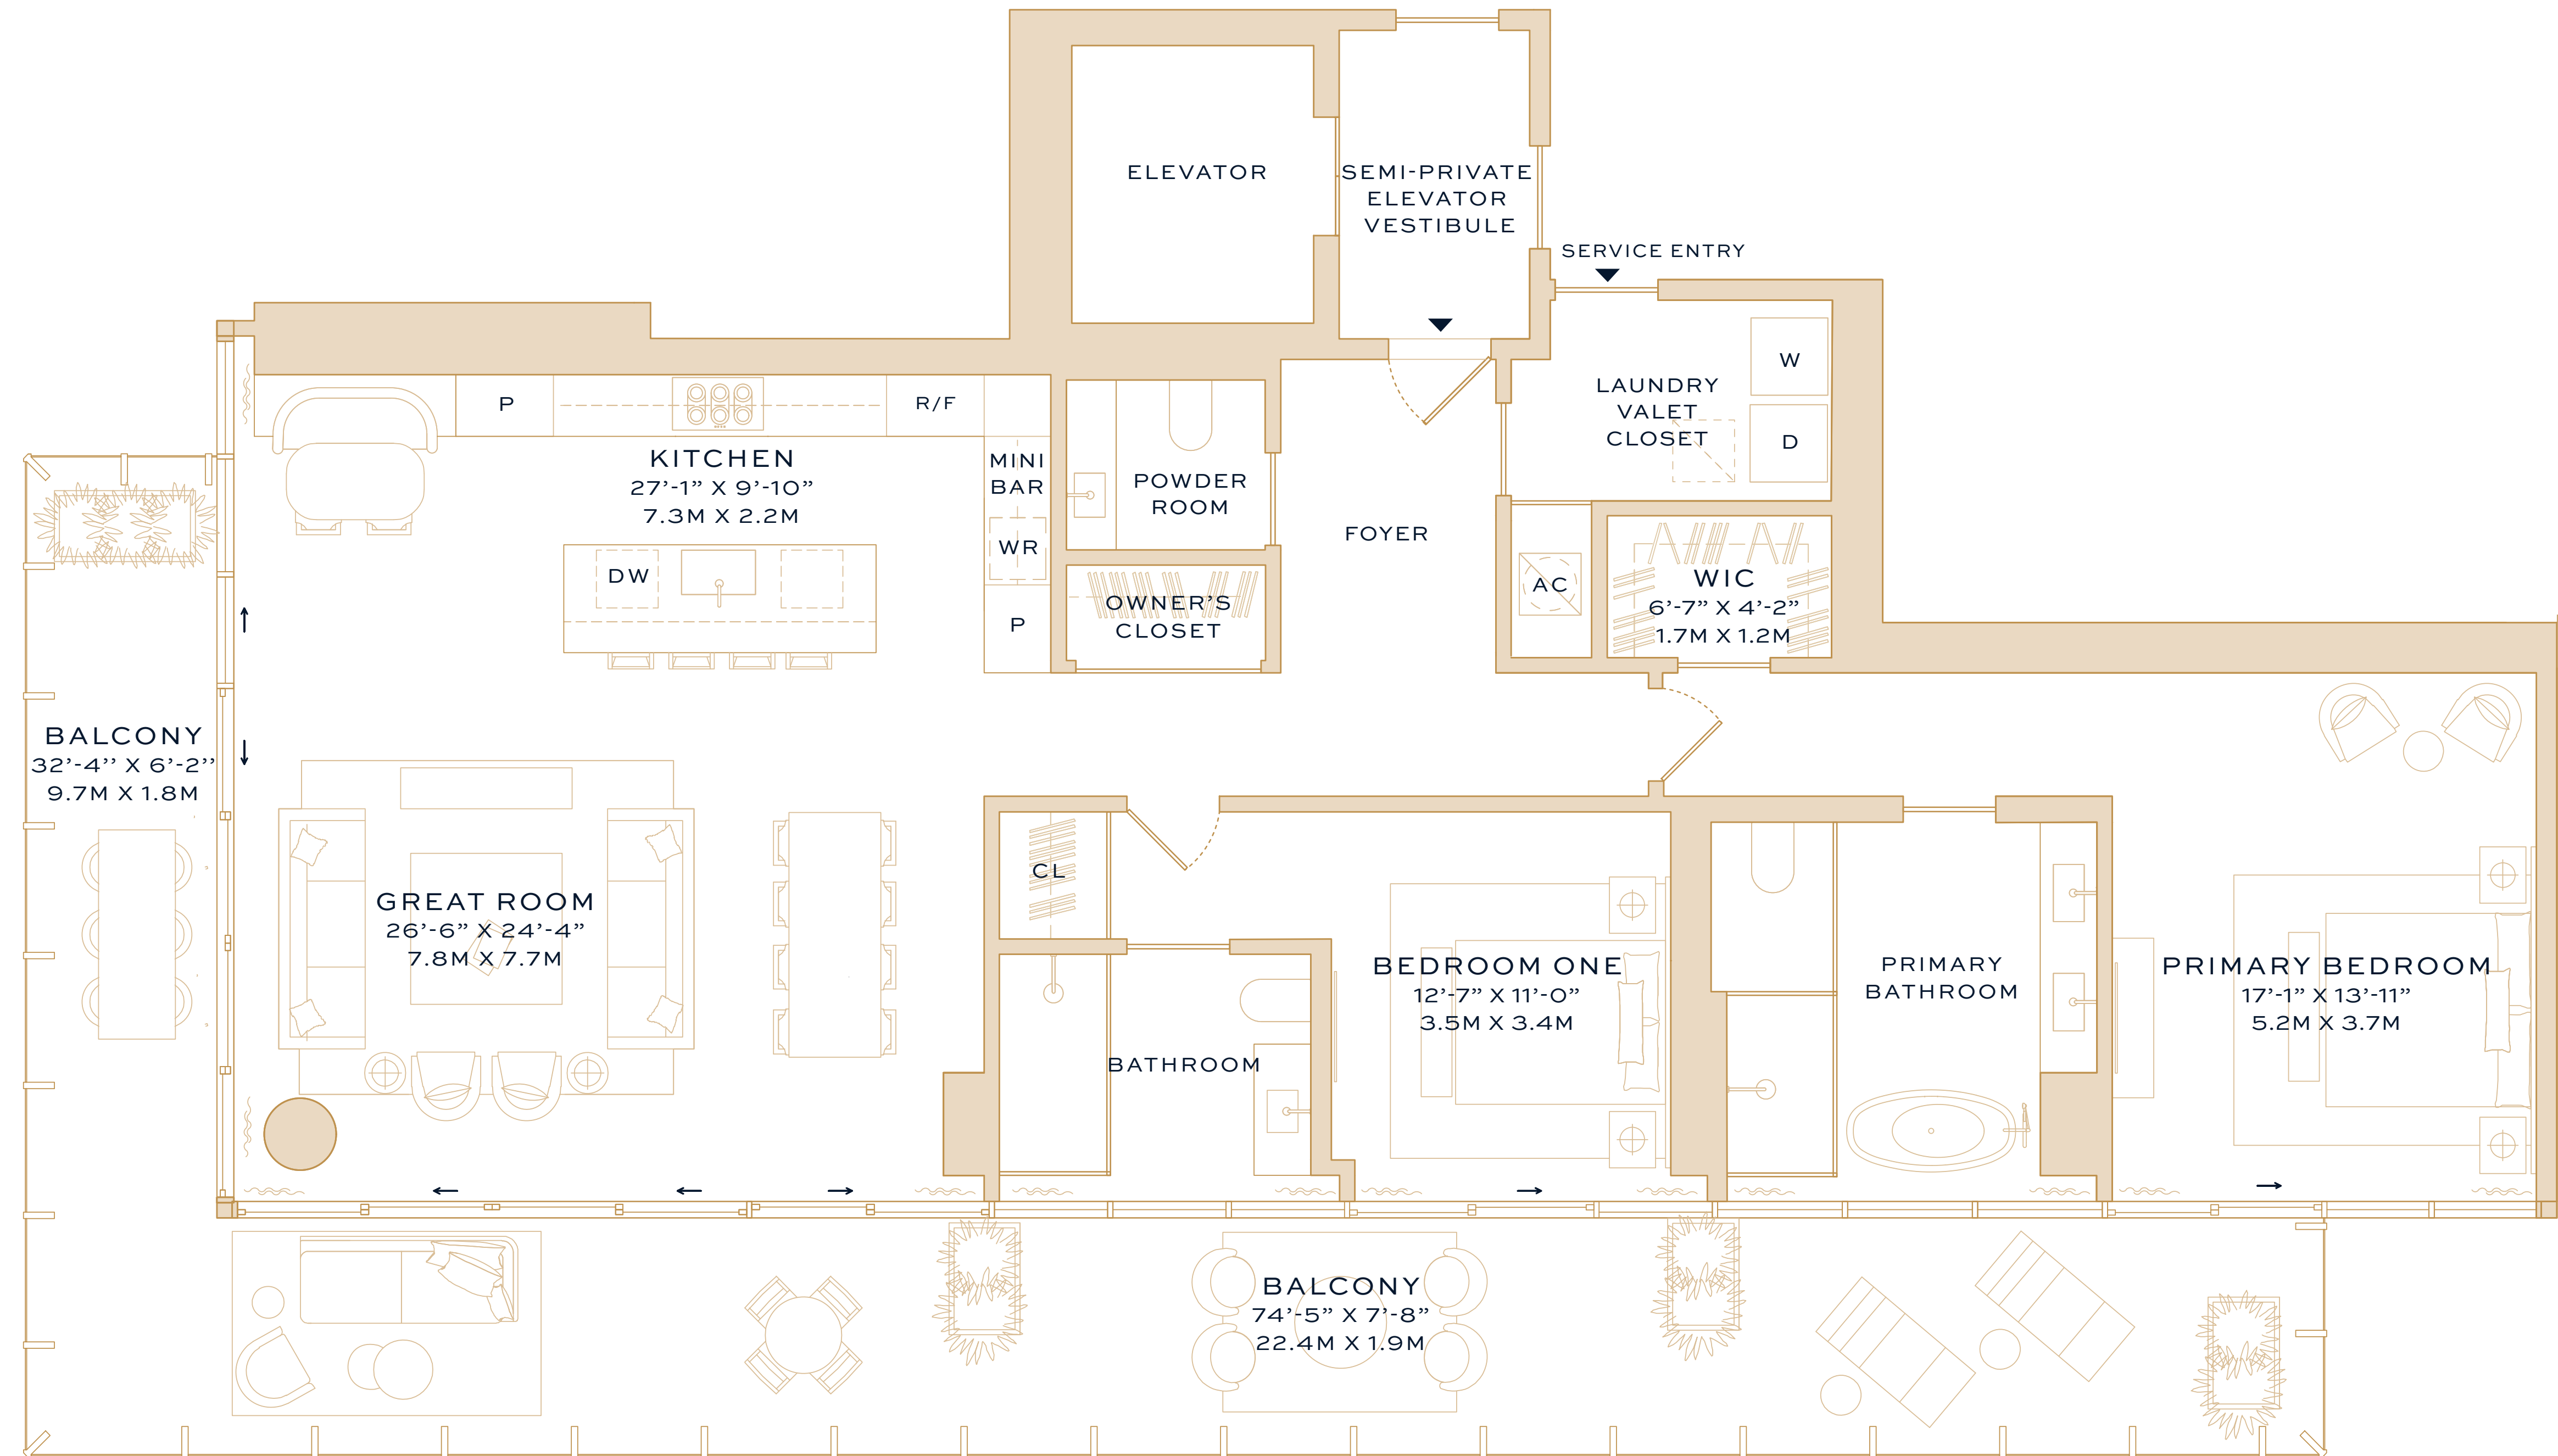 ELEVATOR
SEMI-PRIVATE
ELEVATOR
VESTIBULE
SERVICE ENTRY
W
LAUNDRY
VALET
CLOSET
D
P
R/F
KITCHEN
27’-1” X 9’-10”
7.3M X 2.2M
MINI
BAR
WR
P
DW
POWDER
ROOM
FOYER
OWNER’S
CLOSET
AC
WIC
6’-7” X 4’-2”
1.7M X 1.2M
BALCONY
32’-4’’ X 6’-2’’
9.7M X 1.8M
GREAT ROOM
26’-6” X 24’-4”
7.8M X 7.7M
CL
BATHROOM
BEDROOM ONE
12’-7” X 11’-0”
3.5M X 3.4M
PRIMARY
BATHROOM
PRIMARY BEDROOM
17’-1” X 13’-11”
5.2M X 3.7M
BALCONY
74’-5” X 7’-8”
22.4M X 1.9M